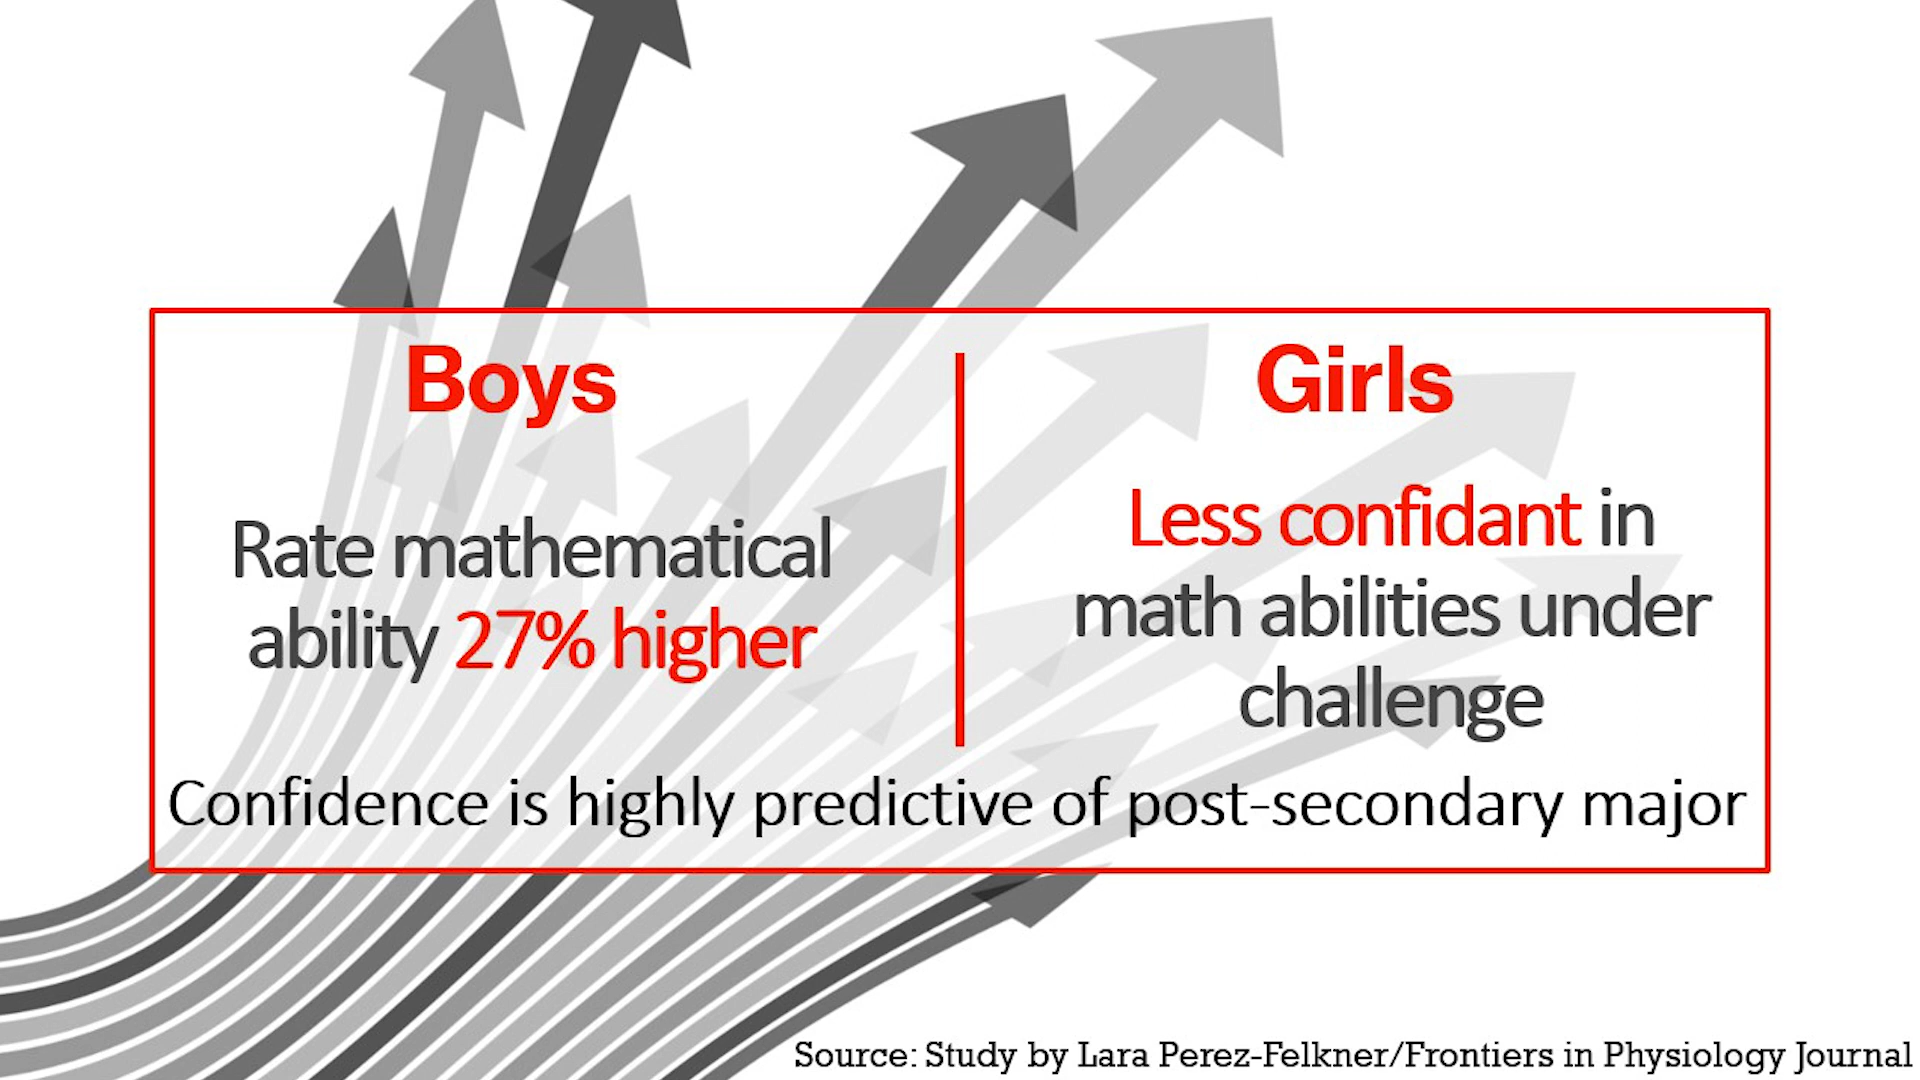 Boys
Rate mathematical
ability 27% higher
Girls
Less confidant in
math abilities under
challenge
Confidence is highly predictive of post-secondary major
Source: Study by Lara Perez-Felkner/Frontiers in Physiology Journal